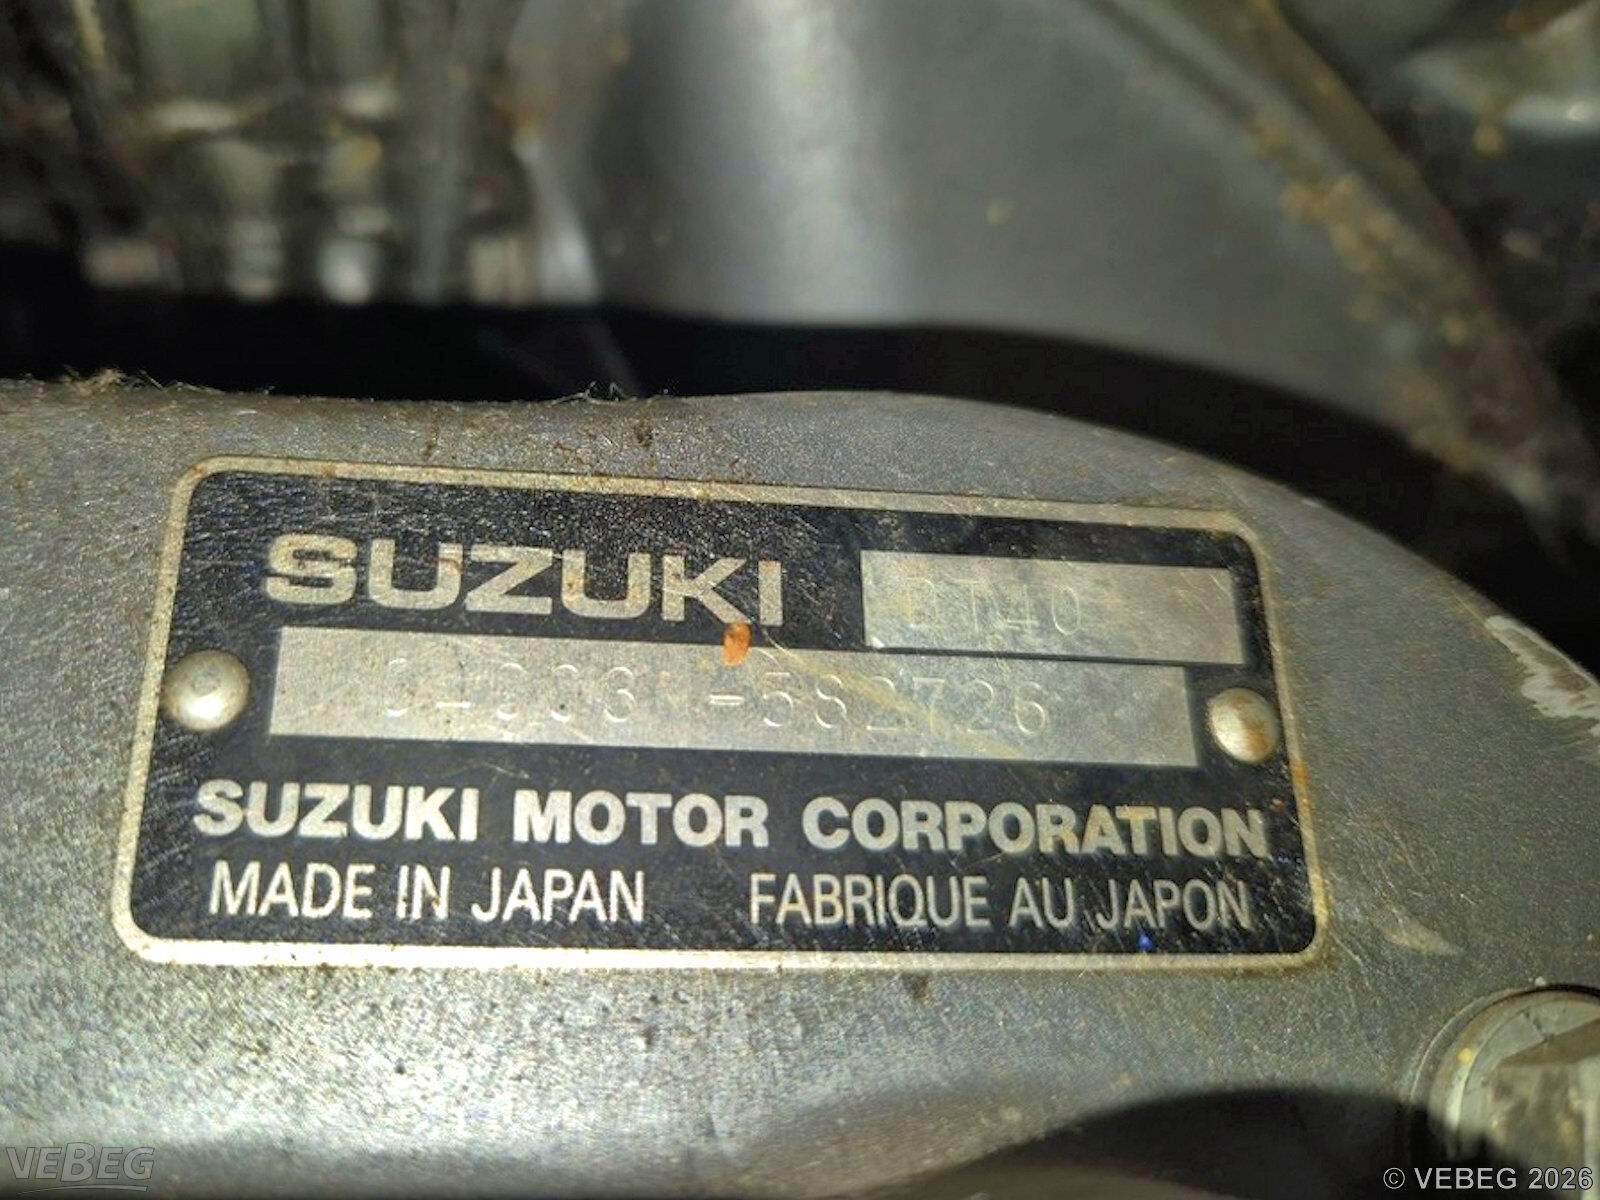 SUZUKI DT40
-582726
SUZUKI MOTOR CORPORATION
MADE IN JAPAN FABRIQUE AU JAPON
VEBEG
© VEBEG 2026